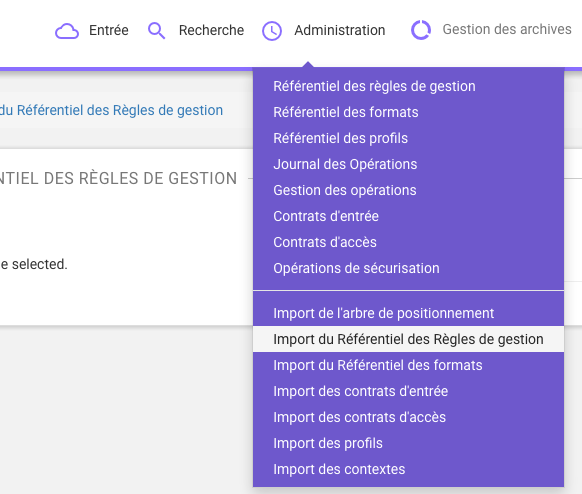 Entrée
Recherche
Administration
Gestion des archives
du Référentiel des Règles de gestion
NTIEL DES RÈGLES DE GESTION
e selected.
Référentiel des règles de gestion
Référentiel des formats
Référentiel des profils
Journal des Opérations
Gestion des opérations
Contrats d'entrée
Contrats d'accès
Opérations de sécurisation
Import de l'arbre de positionnement
Import du Référentiel des Règles de gestion
Import du Référentiel des formats
Import des contrats d'entrée
Import des contrats d'accès
Import des profils
Import des contextes